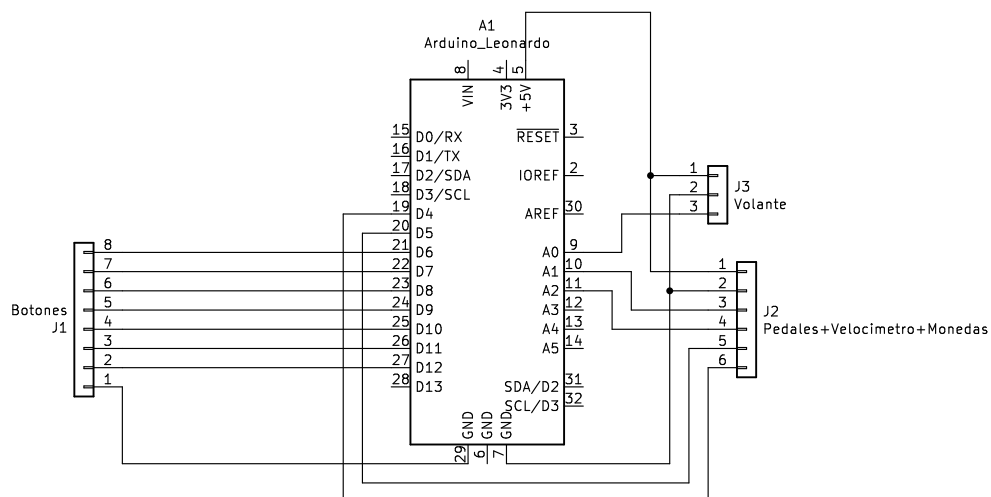 A1
Arduino_Leonardo
8 4 5
VIN 3V3 +5V
15 D0/RX RESET 3
16 D1/TX
17 D2/SDA IOREF 2
18 D3/SCL
19 D4 AREF 30
20 D5
21 D6 A0 9
22 D7 A1 10
23 D8 A2 11
24 D9 A3 12
25 D10 A4 13
26 D11 A5 14
27 D12
28 D13 SDA/D2 31
SCL/D3 32
GND GND GND
29 6 7
8
7
6
5
4
3
2
1
Botones
J1
1
2
3
J3
Volante
1
2
3
4
5
6
J2
Pedales+Velocimetro+Monedas